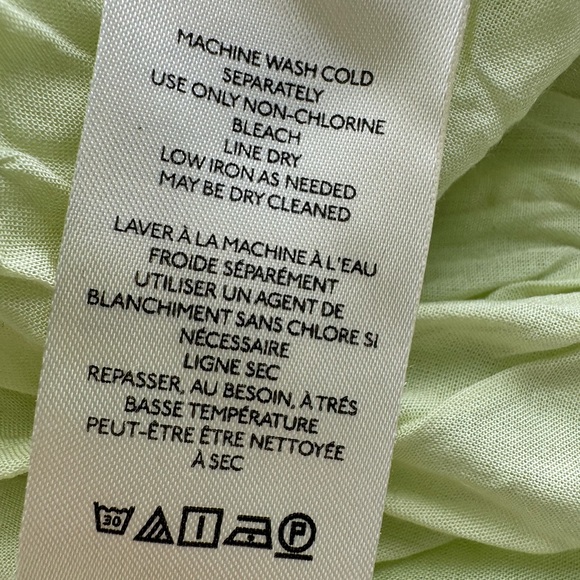 MACHINE WASH COLD
SEPARATELY
USE ONLY NON-CHLORINE
BLEACH
LINE DRY
LOW IRON AS NEEDED
MAY BE DRY CLEANED
LAVER À LA MACHINE À L'EAU
FROIDE SÉPARÉMENT
UTILISER UN AGENT DE
BLANCHIMENT SANS CHLORE SI
NÉCESSAIRE
LIGNE SEC
REPASSER, AU BESOIN, À TRÉS
BASSE TEMPÉRATURE
PEUT-ÊTRE ÊTRE NETTOYÉE
À SEC
30 P